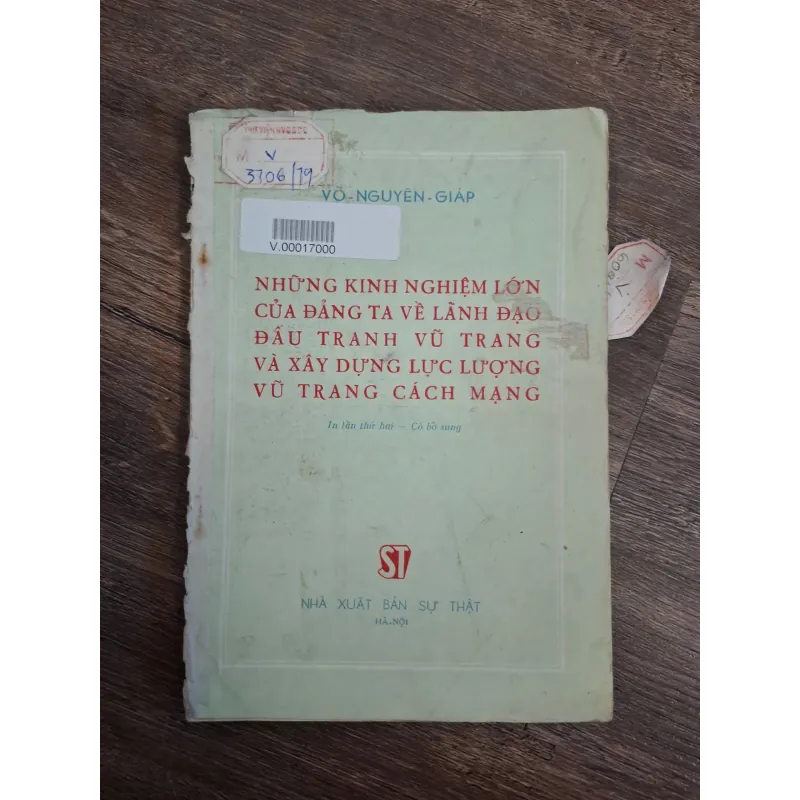 V
3706/79
VÕ-NGUYÊN-GIÁP
V.00017000
NHỮNG KINH NGHIỆM LỚN
CỦA ĐẢNG TA VỀ LÃNH ĐẠO
ĐẤU TRANH VŨ TRANG
VÀ XÂY DỰNG LỰC LƯỢNG
VŨ TRANG CÁCH MẠNG
In lần thứ hai - Có bổ sung
M
V
ST
NHÀ XUẤT BẢN SỰ THẬT
HÀ-NỘI